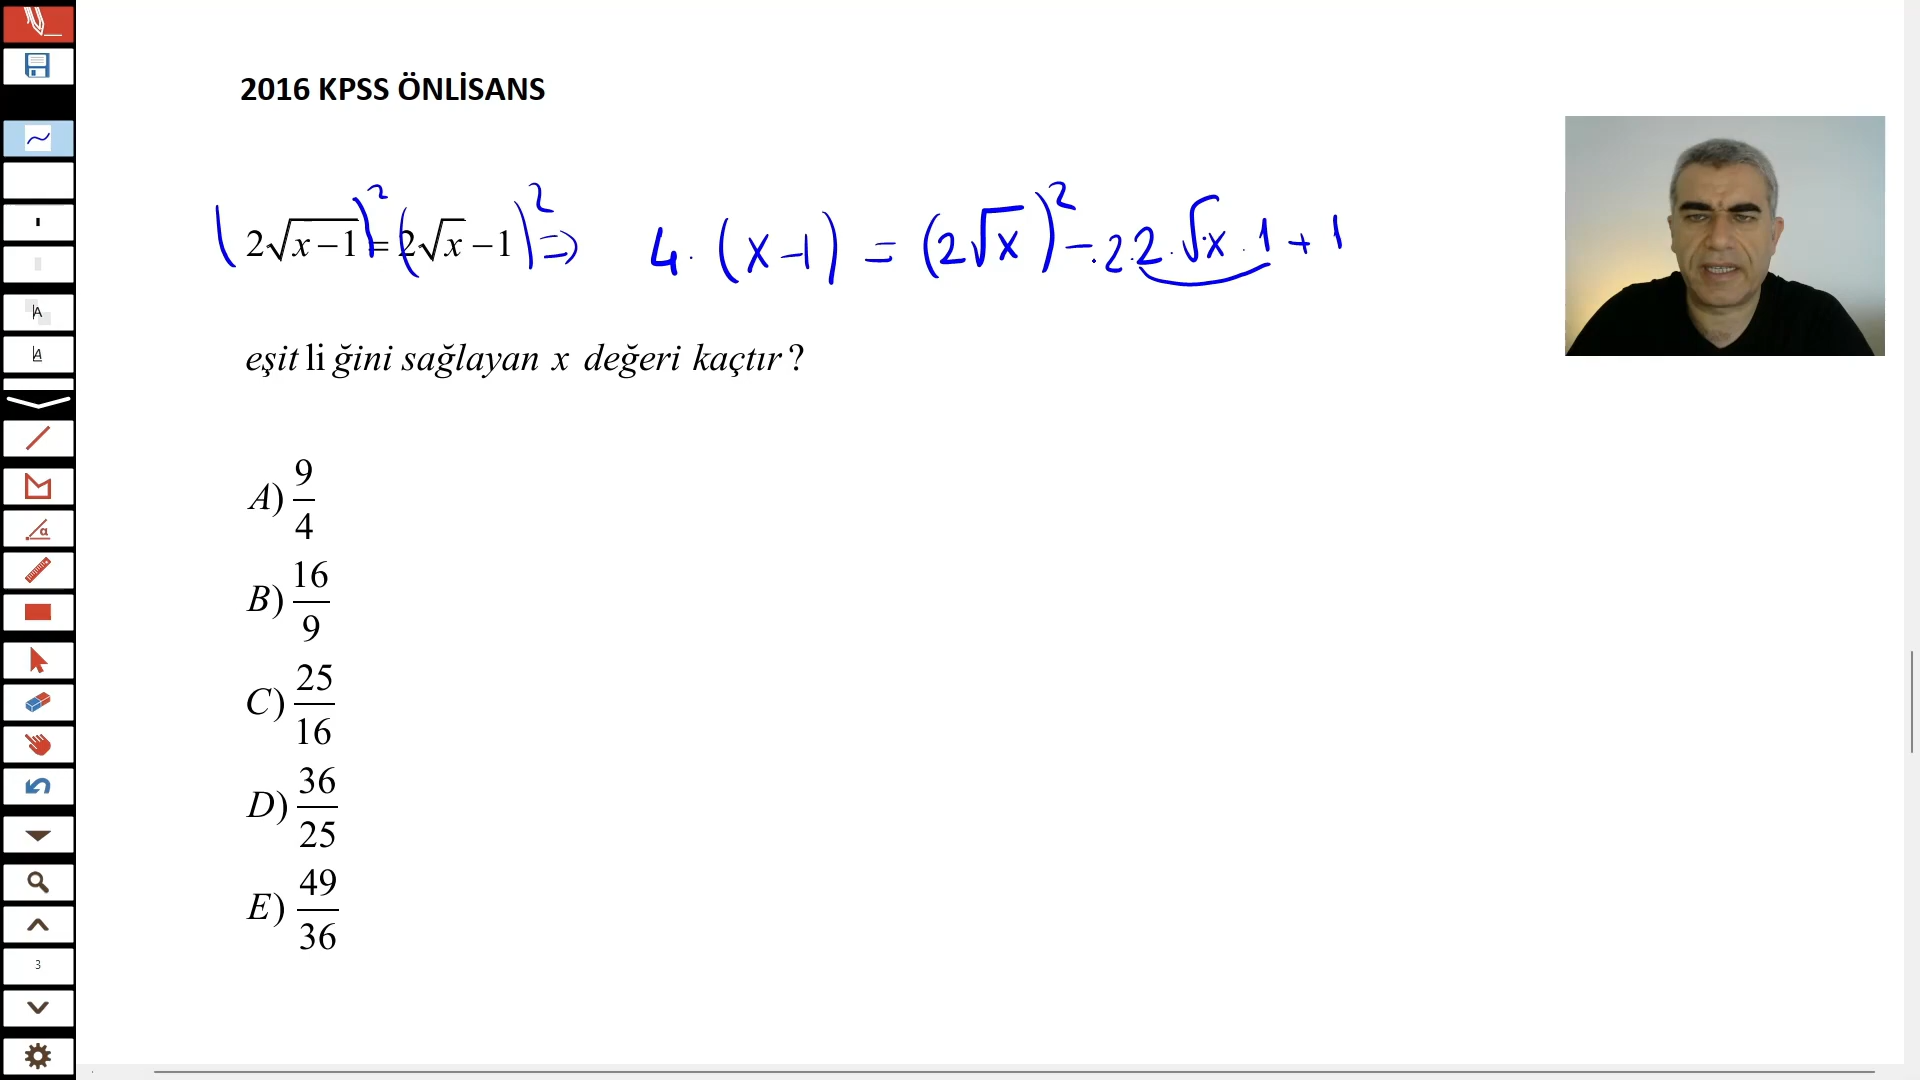 2016 KPSS ÖNLİSANS
(2√x−1)² = (2√x−1)² ⇒ 4·(x−1) = (2√x)² − 2·2·√x·1 + 1
eşitliğini sağlayan x değeri kaçtır?
A) 9/4
B) 16/9
C) 25/16
D) 36/25
E) 49/36
A
A
α
3